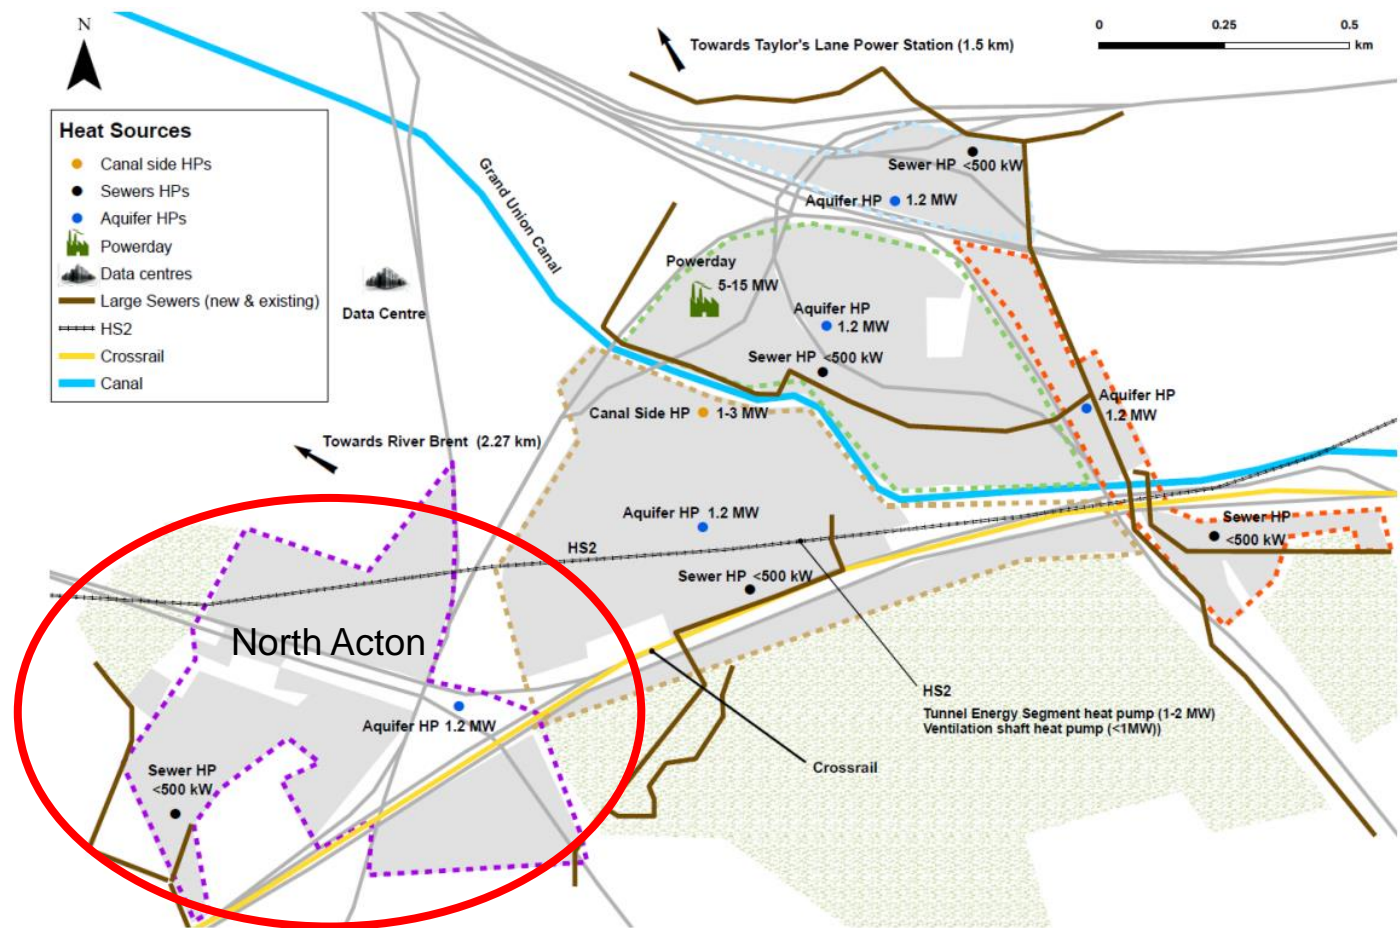 N
Towards Taylor's Lane Power Station (1.5 km)
0 0.25 0.5
km
Heat Sources
Canal side HPs
Sewers HPs
Aquifer HPs
Powerday
Data centres
Large Sewers (new & existing)
HS2
Crossrail
Canal
Grand Union Canal
Sewer HP <500 kW
Aquifer HP 1.2 MW
Powerday
5-15 MW
Data Centre
Aquifer HP
1.2 MW
Sewer HP <500 kW
Canal Side HP 1-3 MW
Aquifer HP
1.2 MW
Towards River Brent (2.27 km)
Aquifer HP 1.2 MW
Sewer HP
<500 kW
HS2
Sewer HP <500 kW
North Acton
HS2
Tunnel Energy Segment heat pump (1-2 MW)
Ventilation shaft heat pump (<1MW))
Aquifer HP 1.2 MW
Crossrail
Sewer HP
<500 kW